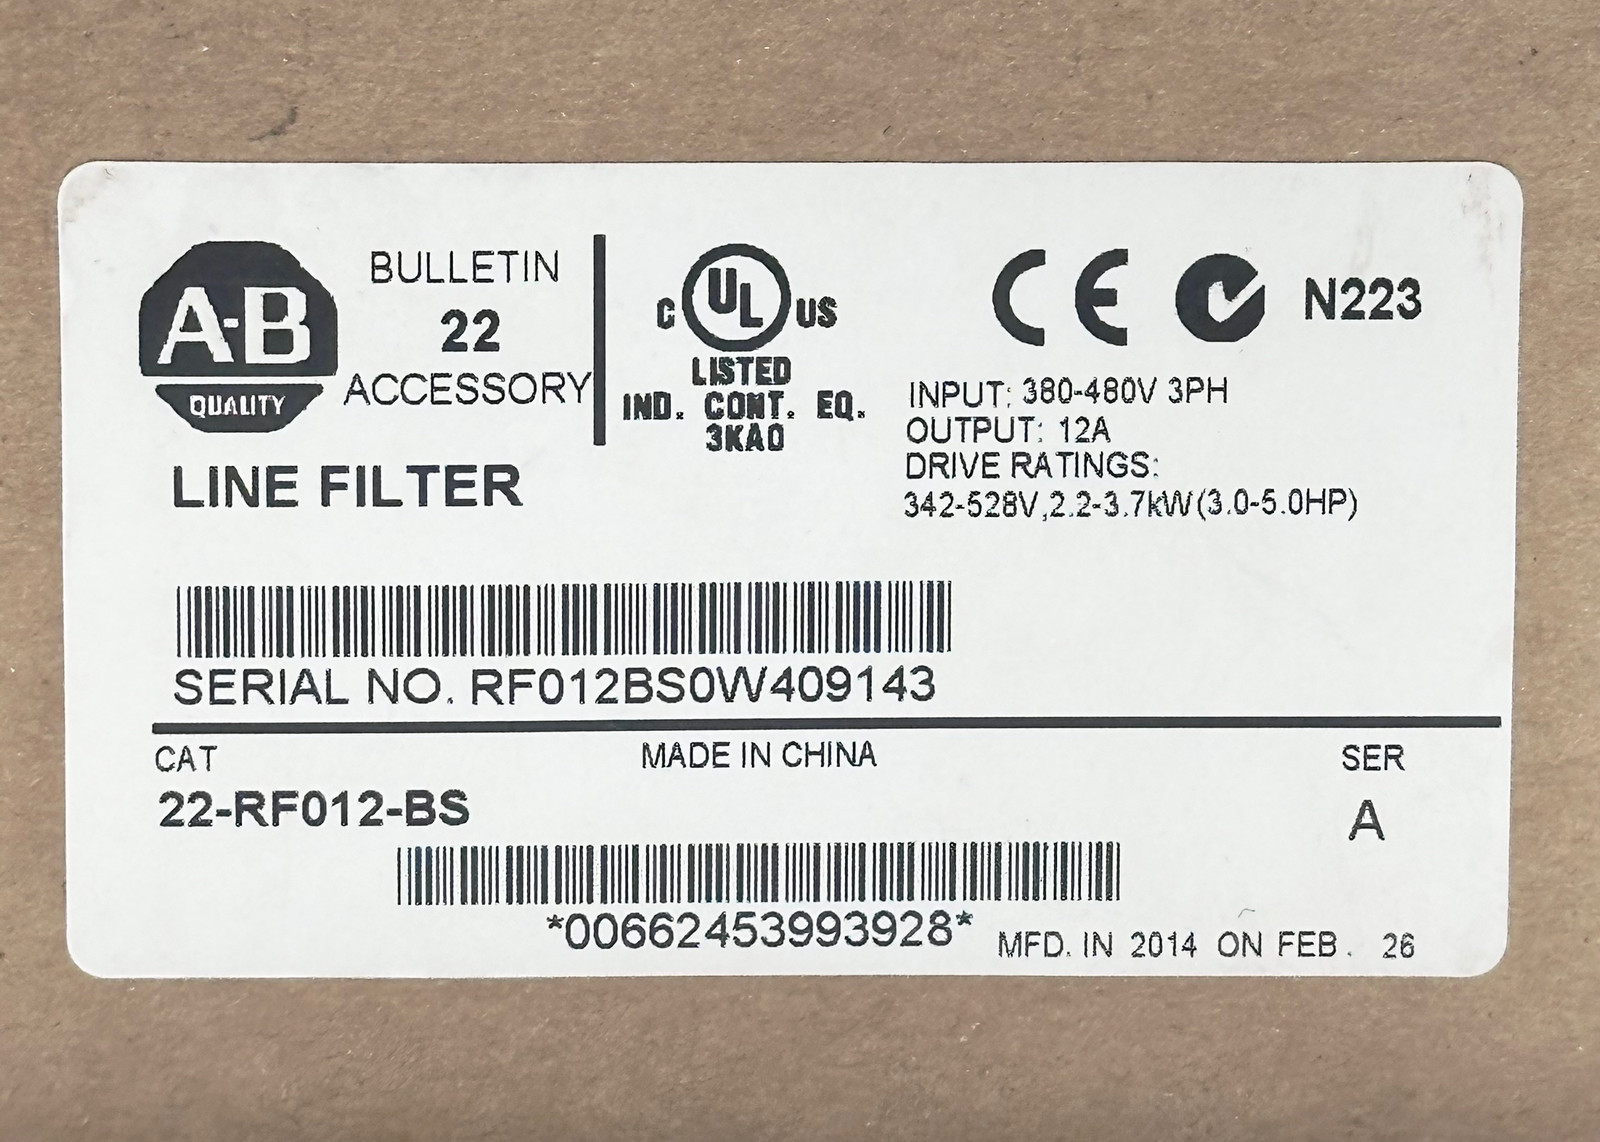 A-B
QUALITY
BULLETIN
22
ACCESSORY
LINE FILTER
C UL US
LISTED
IND. CONT. EQ.
3KA0
CE N223
INPUT: 380-480V 3PH
OUTPUT: 12A
DRIVE RATINGS:
342-528V,2.2-3.7kW(3.0-5.0HP)
SERIAL NO. RF012BS0W409143
CAT MADE IN CHINA SER
22-RF012-BS A
*00662453993928* MFD. IN 2014 ON FEB. 26